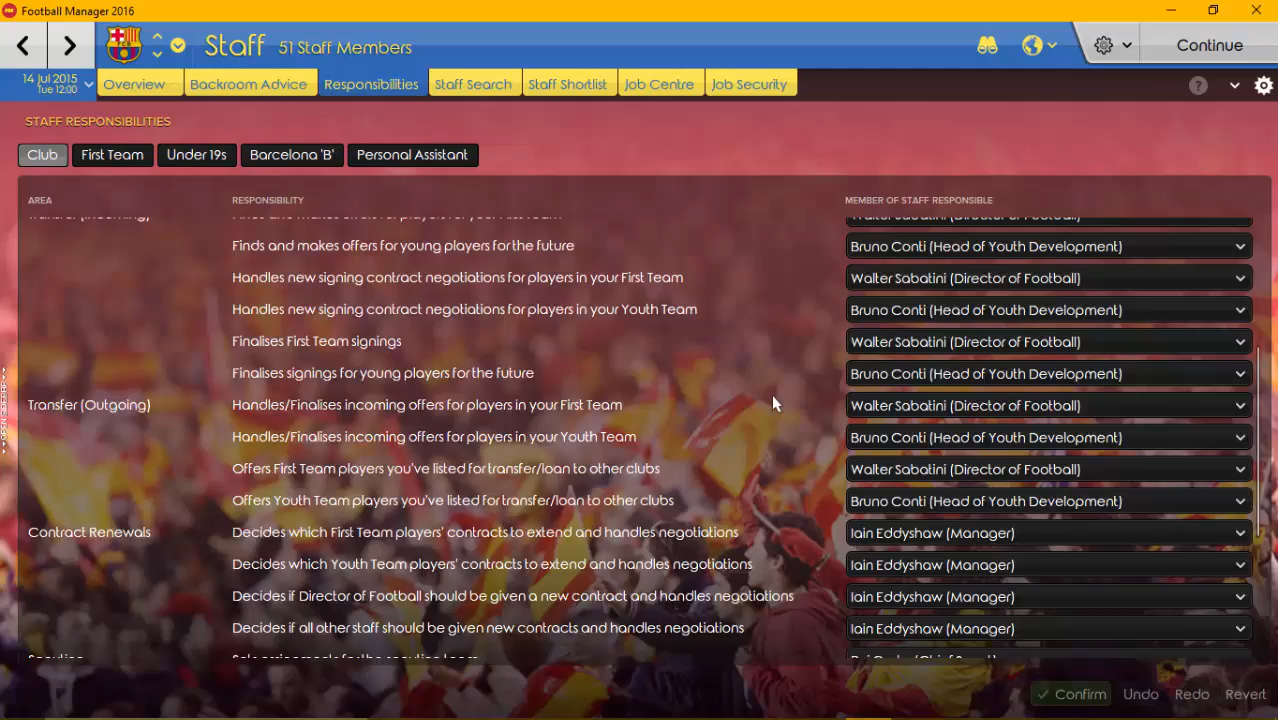 Football Manager 2016
Staff 51 Staff Members
Continue
14 Jul 2015
Tue 12:00
Overview Backroom Advice Responsibilities Staff Search Staff Shortlist Job Centre Job Security
STAFF RESPONSIBILITIES
Club First Team Under 19s Barcelona 'B' Personal Assistant
AREA RESPONSIBILITY MEMBER OF STAFF RESPONSIBLE
Transfer (Incoming) Walter Sabatini (Director of Football)
Finds and makes offers for young players for the future Bruno Conti (Head of Youth Development)
Handles new signing contract negotiations for players in your First Team Walter Sabatini (Director of Football)
Handles new signing contract negotiations for players in your Youth Team Bruno Conti (Head of Youth Development)
Finalises First Team signings Walter Sabatini (Director of Football)
Finalises signings for young players for the future Bruno Conti (Head of Youth Development)
Transfer (Outgoing) Handles/Finalises incoming offers for players in your First Team Walter Sabatini (Director of Football)
Handles/Finalises incoming offers for players in your Youth Team Bruno Conti (Head of Youth Development)
Offers First Team players you've listed for transfer/loan to other clubs Walter Sabatini (Director of Football)
Offers Youth Team players you've listed for transfer/loan to other clubs Bruno Conti (Head of Youth Development)
Contract Renewals Decides which First Team players' contracts to extend and handles negotiations Iain Eddyshaw (Manager)
Decides which Youth Team players' contracts to extend and handles negotiations Iain Eddyshaw (Manager)
Decides if Director of Football should be given a new contract and handles negotiations Iain Eddyshaw (Manager)
Decides if all other staff should be given new contracts and handles negotiations Iain Eddyshaw (Manager)
Confirm Undo Redo Revert